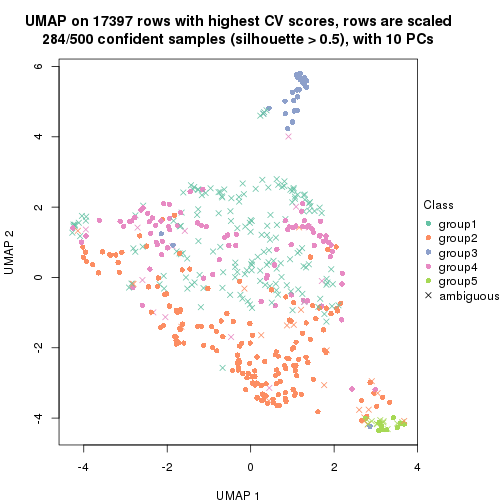 UMAP on 17397 rows with highest CV scores, rows are scaled
284/500 confident samples (silhouette > 0.5), with 10 PCs
6
4
2
0
-2
-4
UMAP 2
-4
-2
0
2
4
UMAP 1
Class
group1
group2
group3
group4
group5
ambiguous